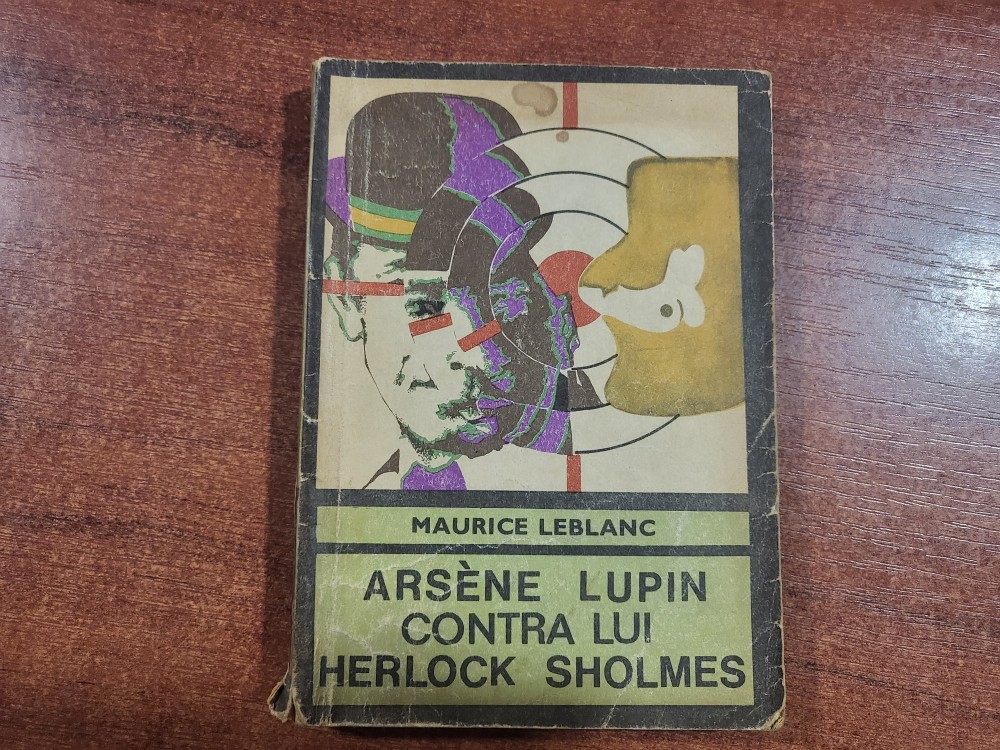 MAURICE LEBLANC
ARSÈNE LUPIN
CONTRA LUI
HERLOCK SHOLMES